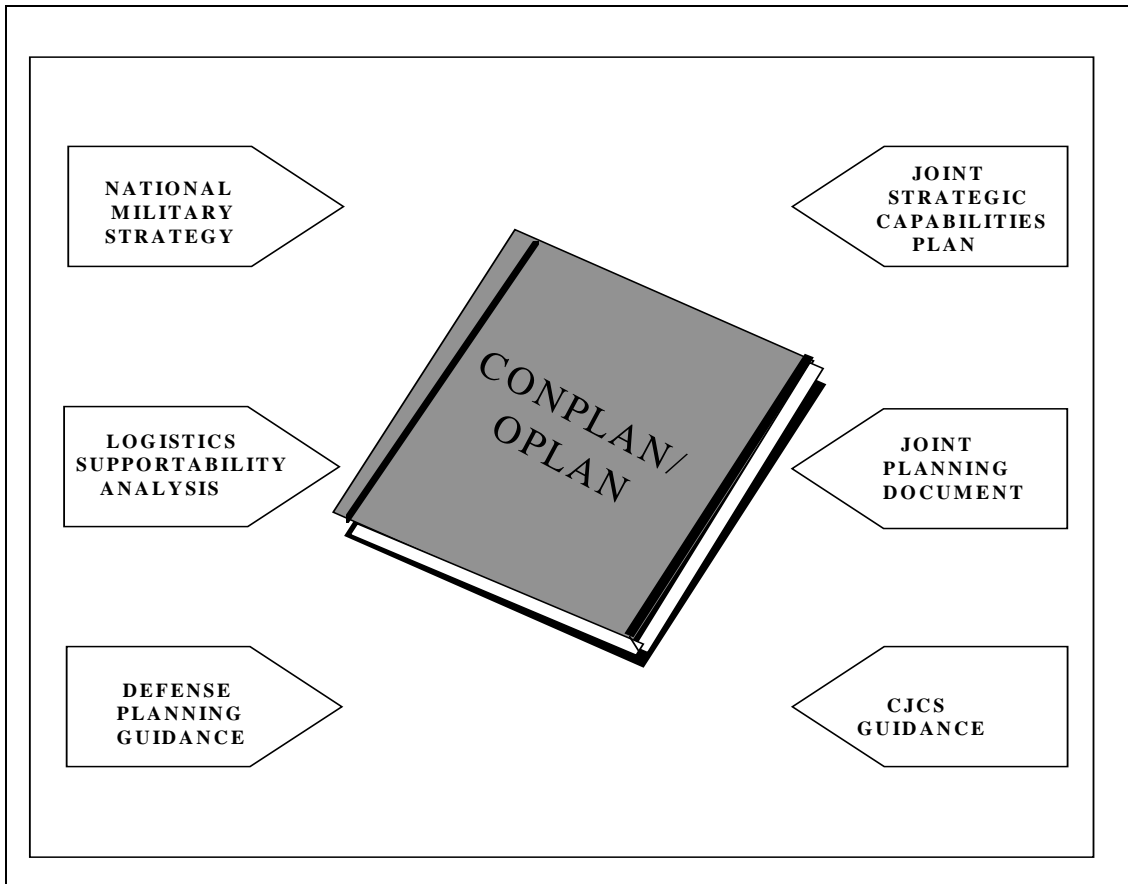 NATIONAL
MILITARY
STRATEGY
JOINT
STRATEGIC
CAPABILITIES
PLAN
CONPLAN/
OPLAN
LOGISTICS
SUPPORTABILITY
ANALYSIS
JOINT
PLANNING
DOCUMENT
DEFENSE
PLANNING
GUIDANCE
CJCS
GUIDANCE